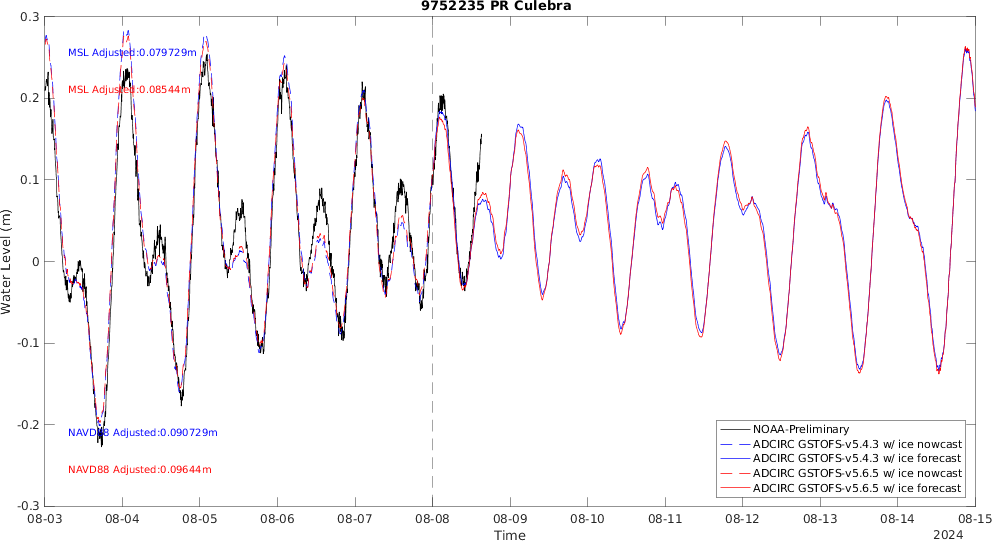 9752235 PR Culebra
0.3
0.2
0.1
0
-0.1
-0.2
-0.3
Water Level (m)
MSL Adjusted:0.079729m
MSL Adjusted:0.08544m
NAVD88 Adjusted:0.090729m
NAVD88 Adjusted:0.09644m
NOAA-Preliminary
ADCIRC GSTOFS-v5.4.3 w/ ice nowcast
ADCIRC GSTOFS-v5.4.3 w/ ice forecast
ADCIRC GSTOFS-v5.6.5 w/ ice nowcast
ADCIRC GSTOFS-v5.6.5 w/ ice forecast
08-03 08-04 08-05 08-06 08-07 08-08 08-09 08-10 08-11 08-12 08-13 08-14 08-15
Time
2024